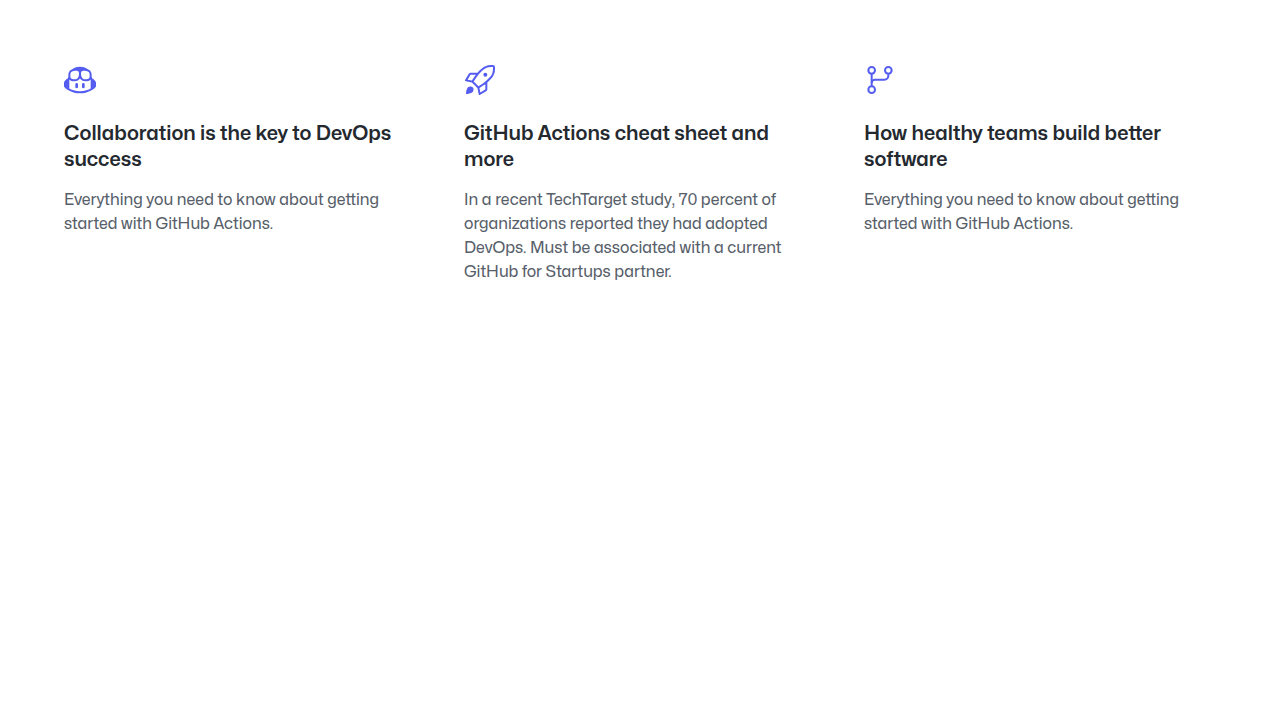 Collaboration is the key to DevOps
success
Everything you need to know about getting
started with GitHub Actions.
GitHub Actions cheat sheet and
more
In a recent TechTarget study, 70 percent of
organizations reported they had adopted
DevOps. Must be associated with a current
GitHub for Startups partner.
How healthy teams build better
software
Everything you need to know about getting
started with GitHub Actions.